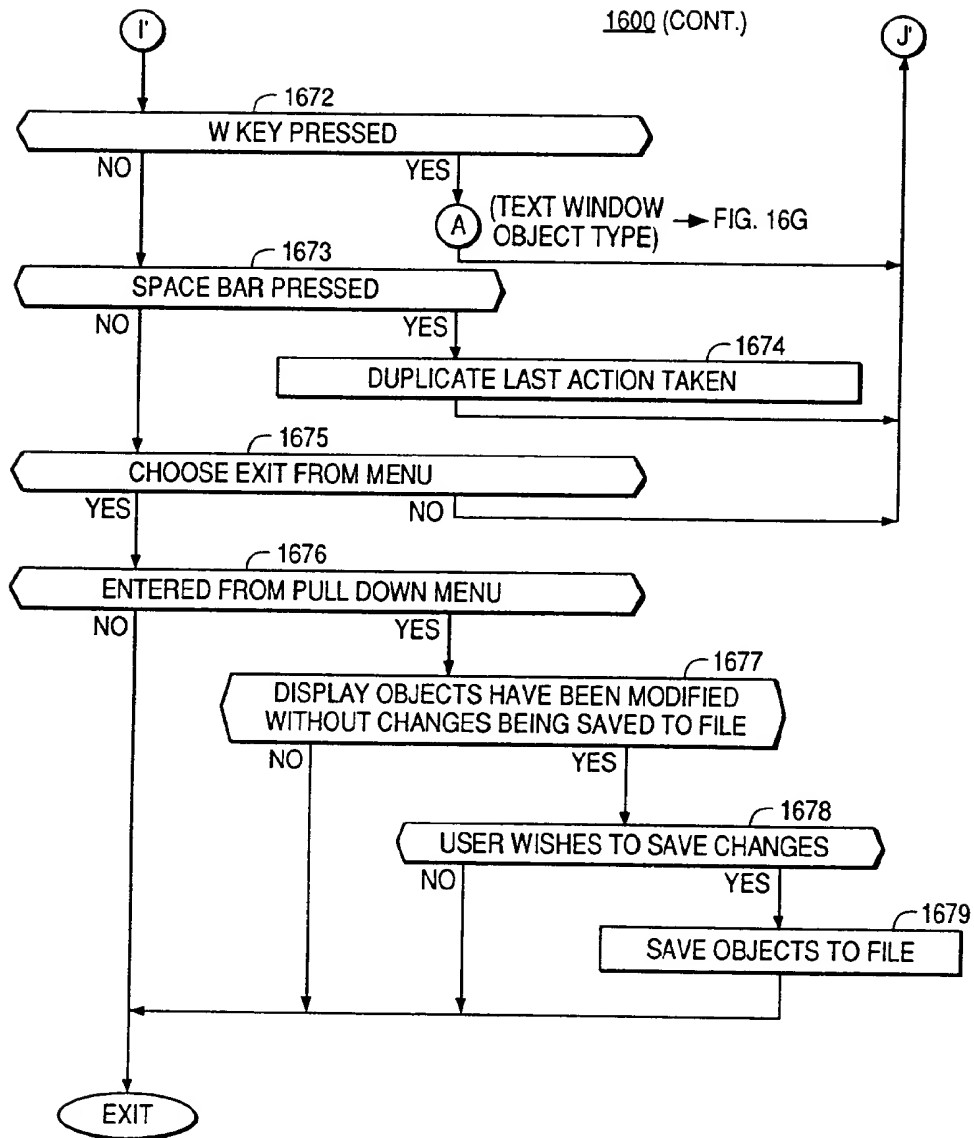 I'
1600 (CONT.)
J'
1672
W KEY PRESSED
NO
YES
A
(TEXT WINDOW
OBJECT TYPE)
FIG. 16G
1673
SPACE BAR PRESSED
NO
YES
1674
DUPLICATE LAST ACTION TAKEN
1675
CHOOSE EXIT FROM MENU
YES
NO
1676
ENTERED FROM PULL DOWN MENU
NO
YES
1677
DISPLAY OBJECTS HAVE BEEN MODIFIED
WITHOUT CHANGES BEING SAVED TO FILE
NO
YES
1678
USER WISHES TO SAVE CHANGES
NO
YES
1679
SAVE OBJECTS TO FILE
EXIT